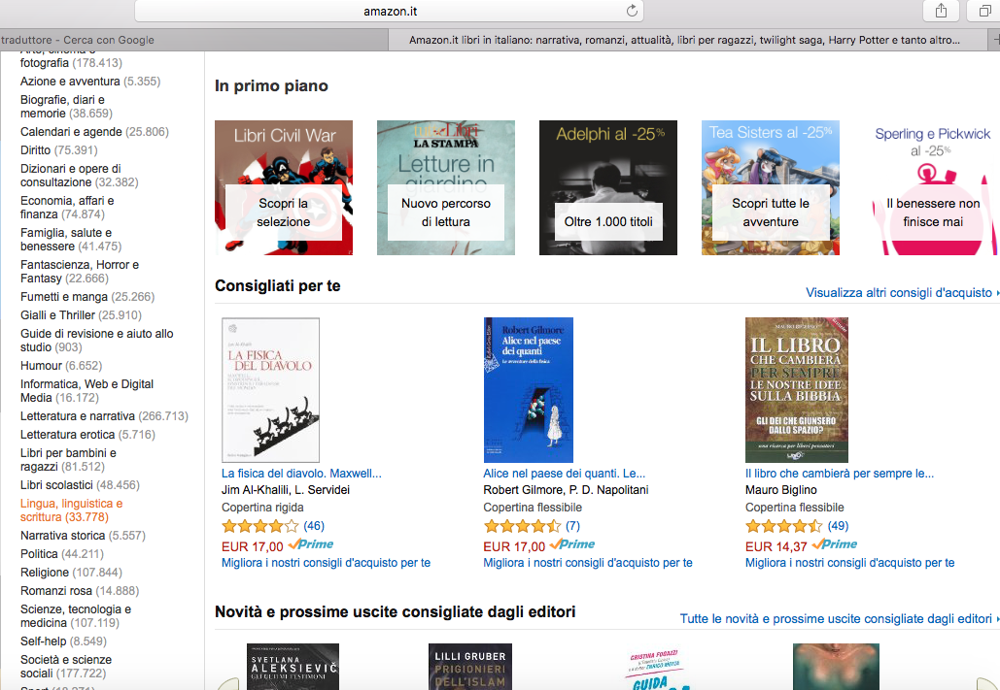 amazon.it
traduttore - Cerca con Google
Amazon.it libri in italiano: narrativa, romanzi, attualità, libri per ragazzi, twilight saga, Harry Potter e tanto altro...
fotografia (178.413)
Azione e avventura (5.355)
Biografie, diari e
memorie (38.659)
Calendari e agende (25.806)
Diritto (75.391)
Dizionari e opere di
consultazione (32.382)
Economia, affari e
finanza (74.874)
Famiglia, salute e
benessere (41.475)
Fantascienza, Horror e
Fantasy (22.666)
Fumetti e manga (25.266)
Gialli e Thriller (25.910)
Guide di revisione e aiuto allo
studio (903)
Humour (6.652)
Informatica, Web e Digital
Media (16.172)
Letteratura e narrativa (266.713)
Letteratura erotica (5.716)
Libri per bambini e
ragazzi (81.512)
Libri scolastici (48.456)
Lingua, linguistica e
scrittura (33.778)
Narrativa storica (5.557)
Politica (44.211)
Religione (107.844)
Romanzi rosa (14.888)
Scienze, tecnologia e
medicina (107.119)
Self-help (8.549)
Società e scienze
sociali (177.722)
In primo piano
Libri Civil War
Scopri la
selezione
LA STAMPA
Letture in
giardino
Nuovo percorso
di lettura
Adelphi al -25%
Oltre 1.000 titoli
Tea Sisters al -25%
Scopri tutte le
avventure
Sperling e Pickwick
al -25%
Il benessere non
finisce mai
Consigliati per te
Visualizza altri consigli d'acquisto
LA FISICA
DEL DIAVOLO
La fisica del diavolo. Maxwell...
Jim Al-Khalili, L. Servidei
Copertina rigida
(46)
EUR 17,00 Prime
Migliora i nostri consigli d'acquisto per te
Robert Gilmore
Alice nel paese
dei quanti
Le avventure della fisica
Alice nel paese dei quanti. Le...
Robert Gilmore, P. D. Napolitani
Copertina flessibile
(7)
EUR 17,00 Prime
Migliora i nostri consigli d'acquisto per te
MAURO BIGLINO
IL LIBRO
CHE CAMBIERÀ
PER SEMPRE
LE NOSTRE IDEE
SULLA BIBBIA
GLI DEI CHE GIUNSERO
DALLO SPAZIO?
una ricerca per liberi pensatori
Il libro che cambierà per sempre le...
Mauro Biglino
Copertina flessibile
(49)
EUR 14,37 Prime
Migliora i nostri consigli d'acquisto per te
Novità e prossime uscite consigliate dagli editori
Tutte le novità e prossime uscite consigliate dagli editori
SVETLANA
ALEKSIEVIČ
GLI ULTIMI TESTIMONI
LILLI GRUBER
PRIGIONIERI
DELL'ISLAM
CRISTINA FOGAZZI
ENRICO MOTTA
GUIDA